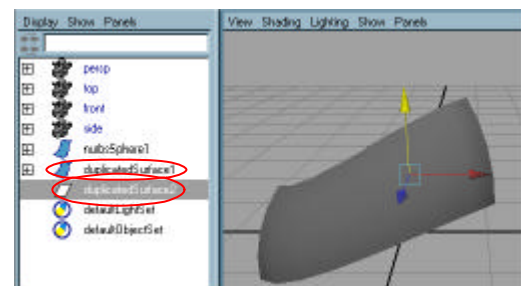 Display Show Panels
View Shading Lighting Show Panels
persp
top
front
side
nurbsSphere1
duplicatedSurface1
duplicatedSurface2
defaultLightSet
defaultObjectSet